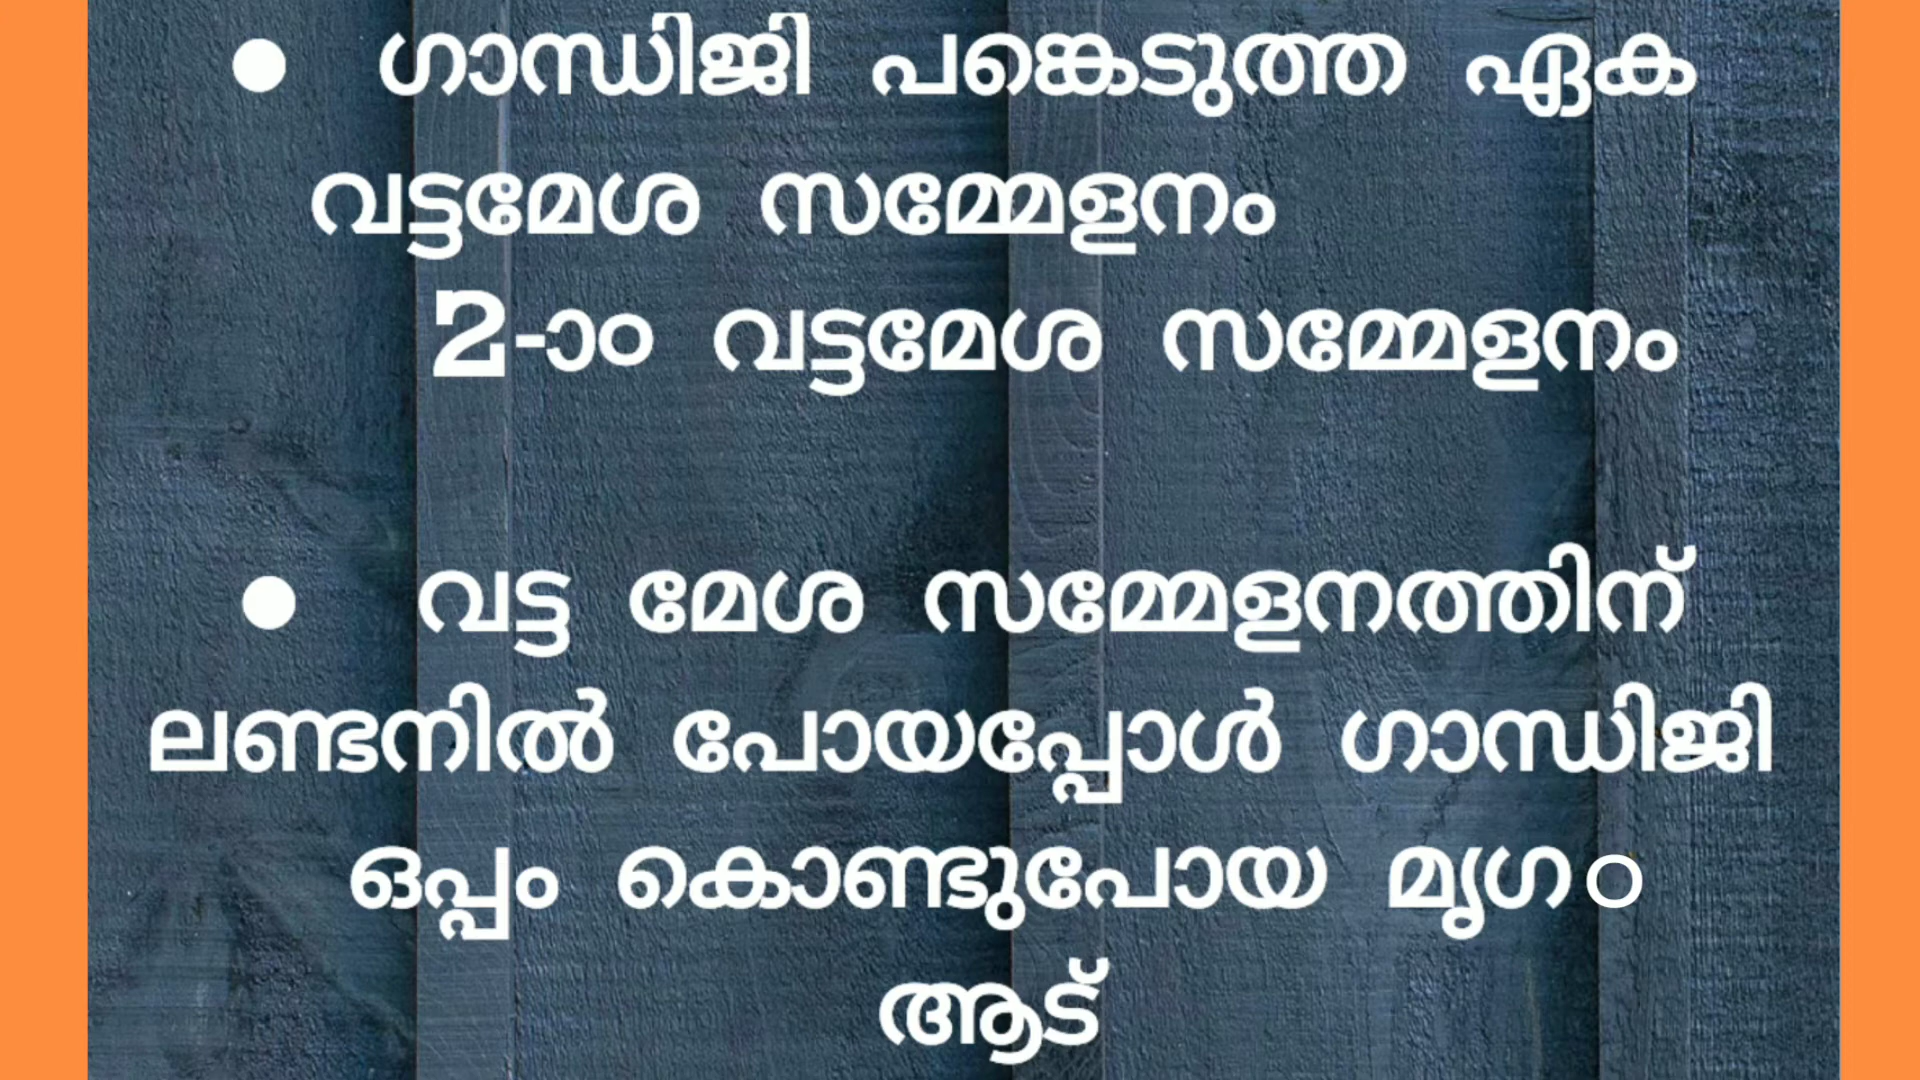 ● ഗാന്ധിജി പങ്കെടുത്ത ഏക
വട്ടമേശ സമ്മേളനം
2-ാം വട്ടമേശ സമ്മേളനം
● വട്ട മേശ സമ്മേളനത്തിന്
ലണ്ടനിൽ പോയപ്പോൾ ഗാന്ധിജി
ഒപ്പം കൊണ്ടുപോയ മൃഗം
ആട്